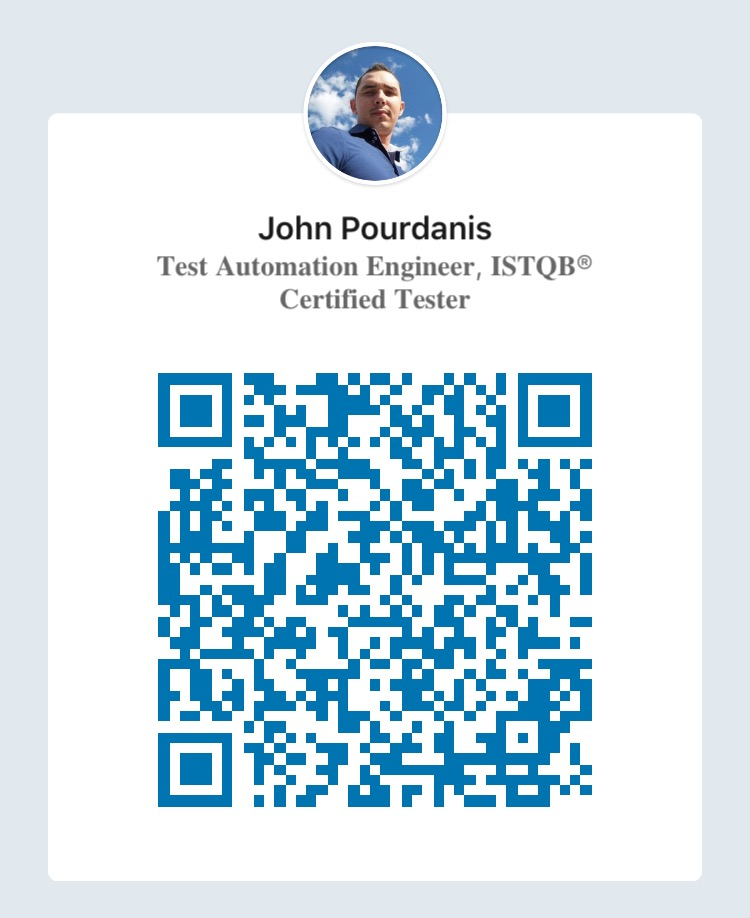 John Pourdanis
Test Automation Engineer, ISTQB®
Certified Tester